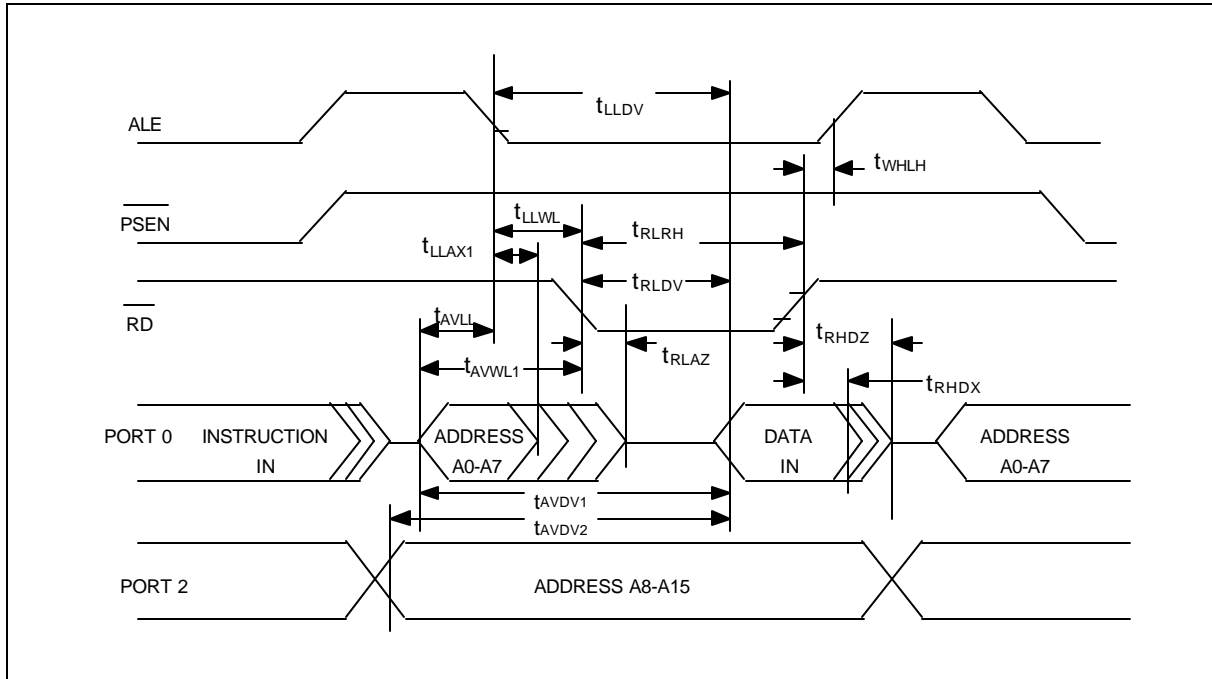 tLLDV
ALE
tWHLH
PSEN
tLLWL
tRLRH
tLLAX1
tRLDV
RD
tAVLL
tRHDZ
tRLAZ
tAVWL1
tRHDX
PORT 0
INSTRUCTION
IN
ADDRESS
A0-A7
DATA
IN
ADDRESS
A0-A7
tAVDV1
tAVDV2
PORT 2
ADDRESS A8-A15